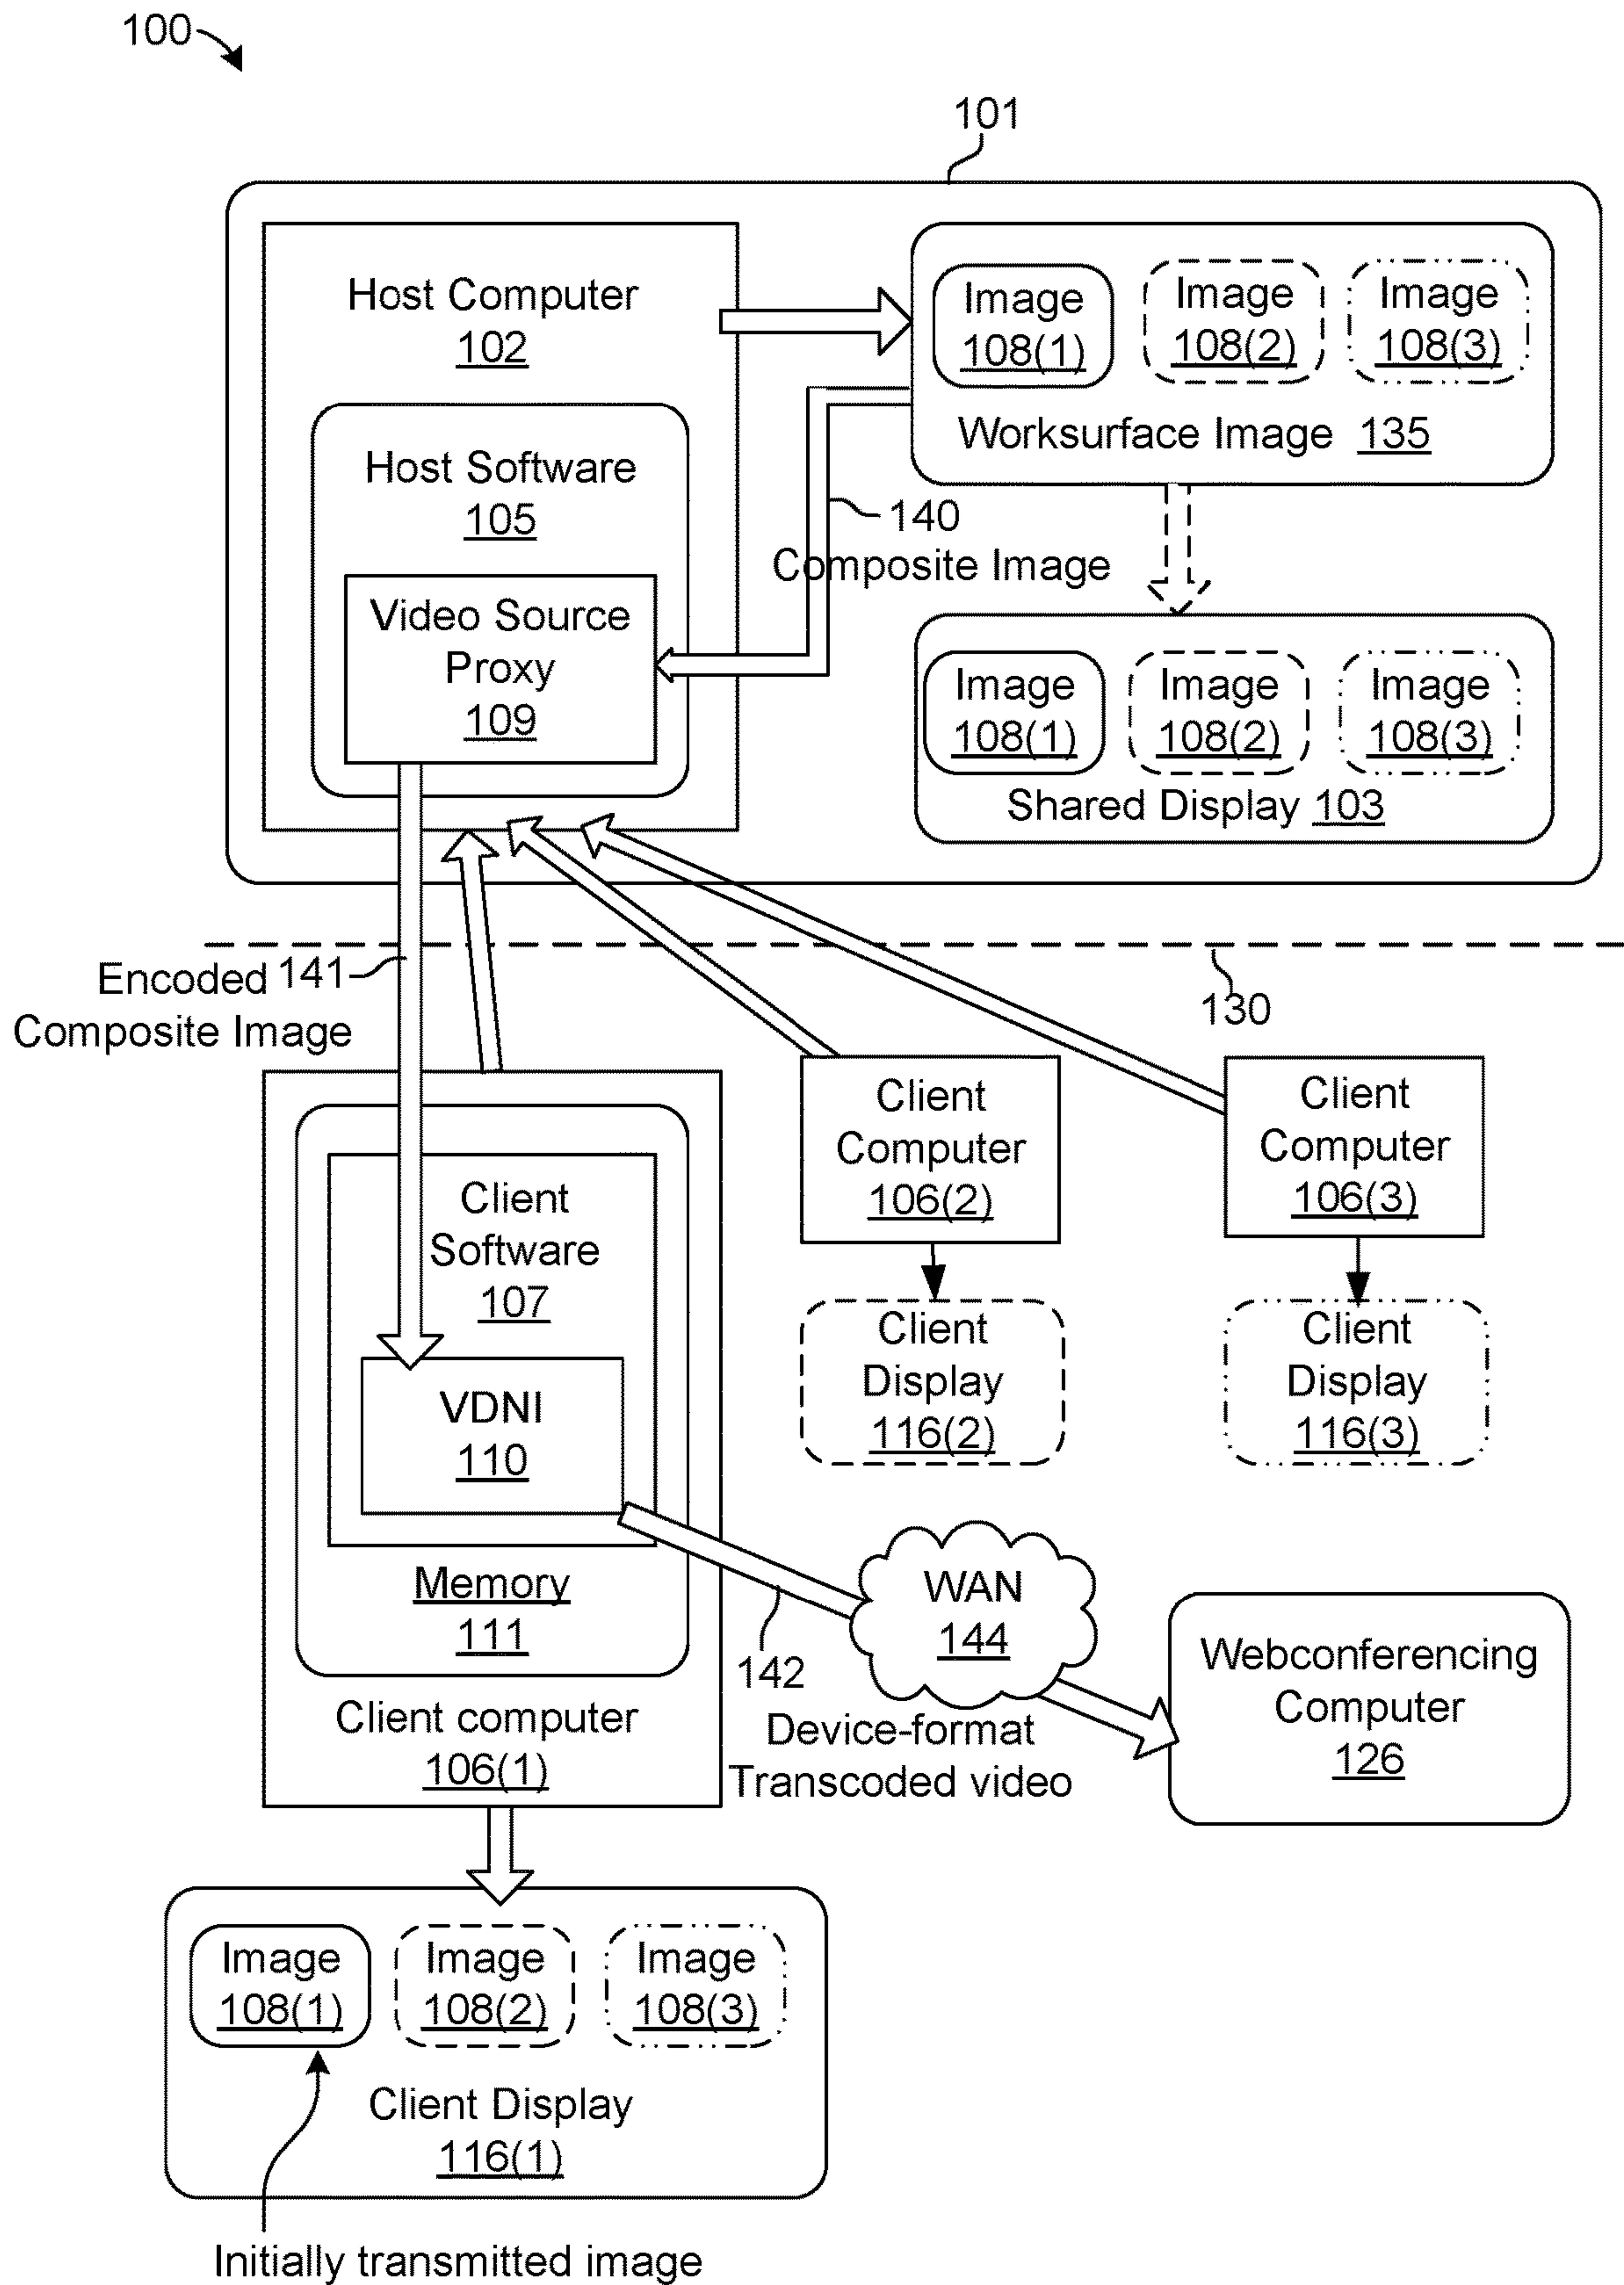 100
101
Host Computer
102
Host Software
105
Video Source
Proxy
109
Image
108(1)
Image
108(2)
Image
108(3)
Worksurface Image 135
140
Composite Image
Image
108(1)
Image
108(2)
Image
108(3)
Shared Display 103
Encoded 141
Composite Image
130
Client
Software
107
VDNI
110
Memory
111
Client computer
106(1)
Client
Computer
106(2)
Client
Display
116(2)
Client
Computer
106(3)
Client
Display
116(3)
142
WAN
144
Device-format
Transcoded video
Webconferencing
Computer
126
Image
108(1)
Image
108(2)
Image
108(3)
Client Display
116(1)
Initially transmitted image